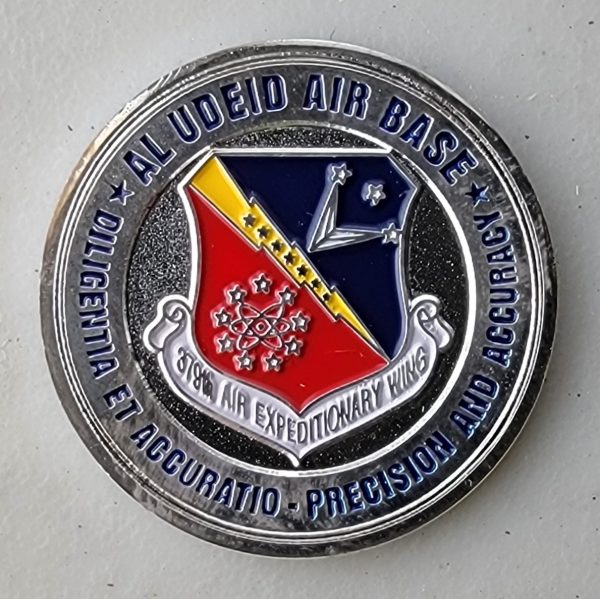 AL UDEID AIR BASE
DILIGENTIA ET ACCURATIO - PRECISION AND ACCURACY
379th AIR EXPEDITIONARY WING